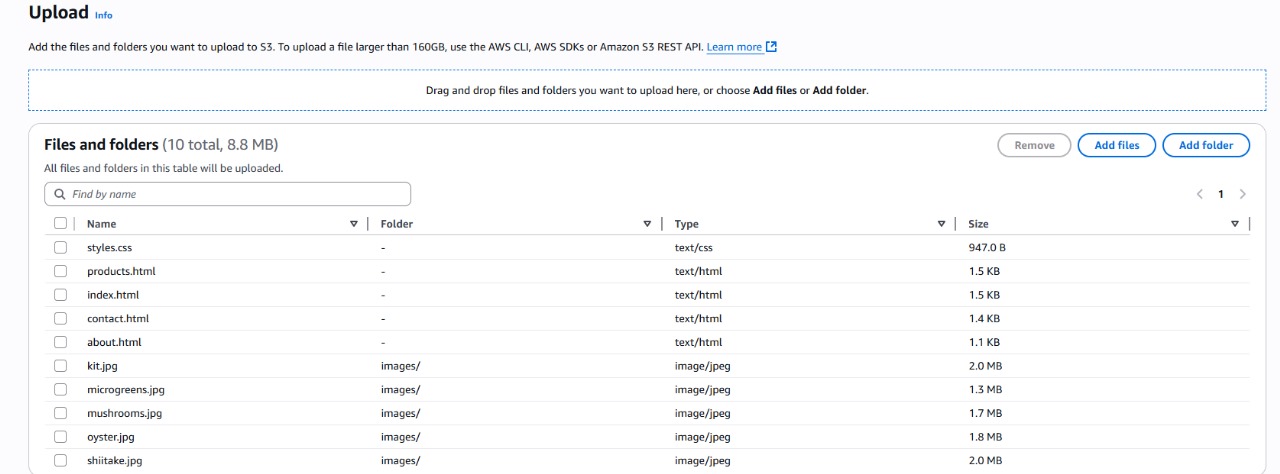 Upload Info
Add the files and folders you want to upload to S3. To upload a file larger than 160GB, use the AWS CLI, AWS SDKs or Amazon S3 REST API. Learn more
Drag and drop files and folders you want to upload here, or choose Add files or Add folder.
Files and folders (10 total, 8.8 MB) Remove Add files Add folder
All files and folders in this table will be uploaded.
Find by name 1
Name Folder Type Size
styles.css - text/css 947.0 B
products.html - text/html 1.5 KB
index.html - text/html 1.5 KB
contact.html - text/html 1.4 KB
about.html - text/html 1.1 KB
kit.jpg images/ image/jpeg 2.0 MB
microgreens.jpg images/ image/jpeg 1.3 MB
mushrooms.jpg images/ image/jpeg 1.7 MB
oyster.jpg images/ image/jpeg 1.8 MB
shiitake.jpg images/ image/jpeg 2.0 MB